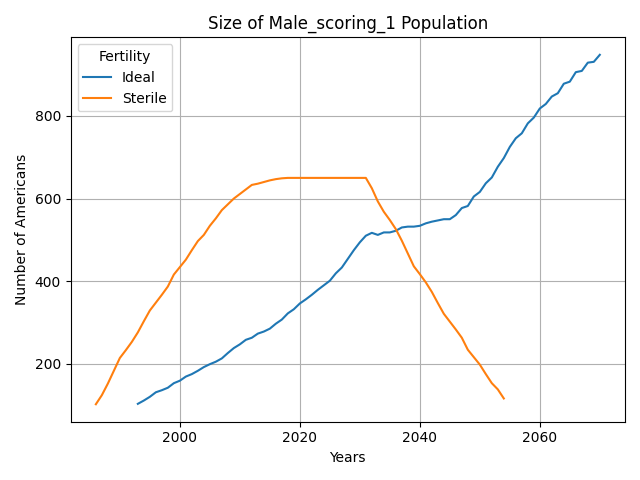 Size of Male_scoring_1 Population
Fertility
Ideal
Sterile
Number of Americans
800
600
400
200
2000
2020
2040
2060
Years